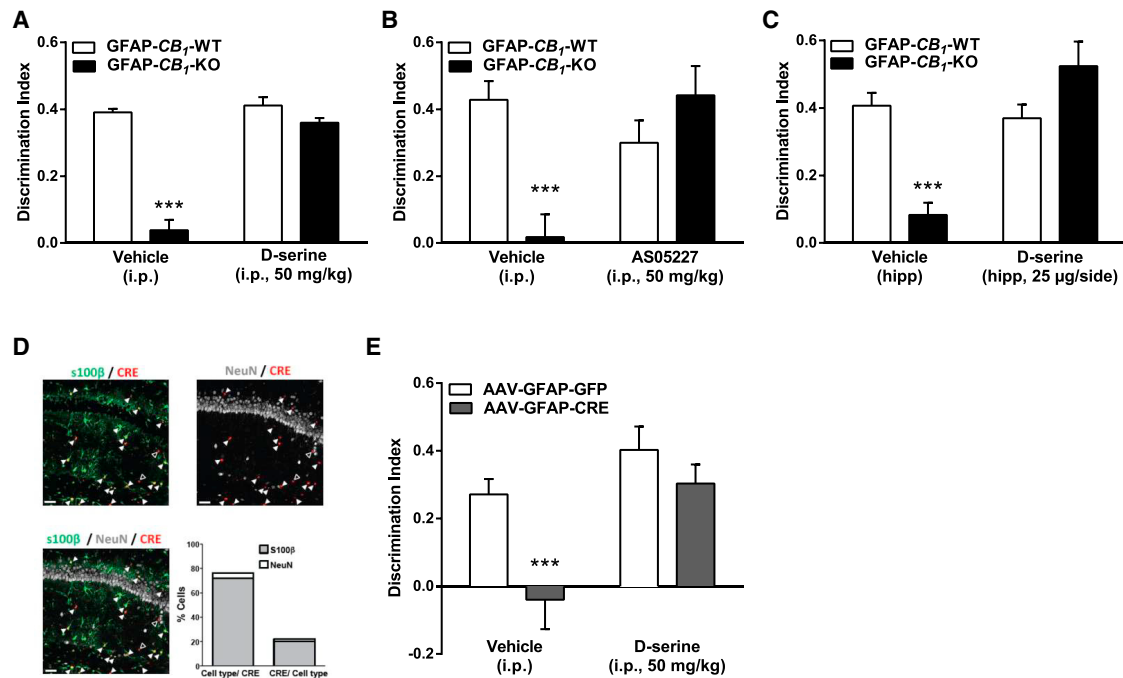 A
0.6
0.4
0.2
0.0
Discrimination Index
GFAP-CB1-WT
GFAP-CB1-KO
***
Vehicle
(i.p.)
D-serine
(i.p., 50 mg/kg)
B
0.6
0.4
0.2
0.0
Discrimination Index
GFAP-CB1-WT
GFAP-CB1-KO
***
Vehicle
(i.p.)
AS05227
(i.p., 50 mg/kg)
C
0.6
0.4
0.2
0.0
Discrimination Index
GFAP-CB1-WT
GFAP-CB1-KO
***
Vehicle
(hipp)
D-serine
(hipp, 25 µg/side)
D
s100β / CRE
NeuN / CRE
s100β / NeuN / CRE
100
80
60
40
20
0
% Cells
S100β
NeuN
Cell type/ CRE
CRE/ Cell type
E
0.6
0.4
0.2
0.0
-0.2
Discrimination Index
AAV-GFAP-GFP
AAV-GFAP-CRE
***
Vehicle
(i.p.)
D-serine
(i.p., 50 mg/kg)